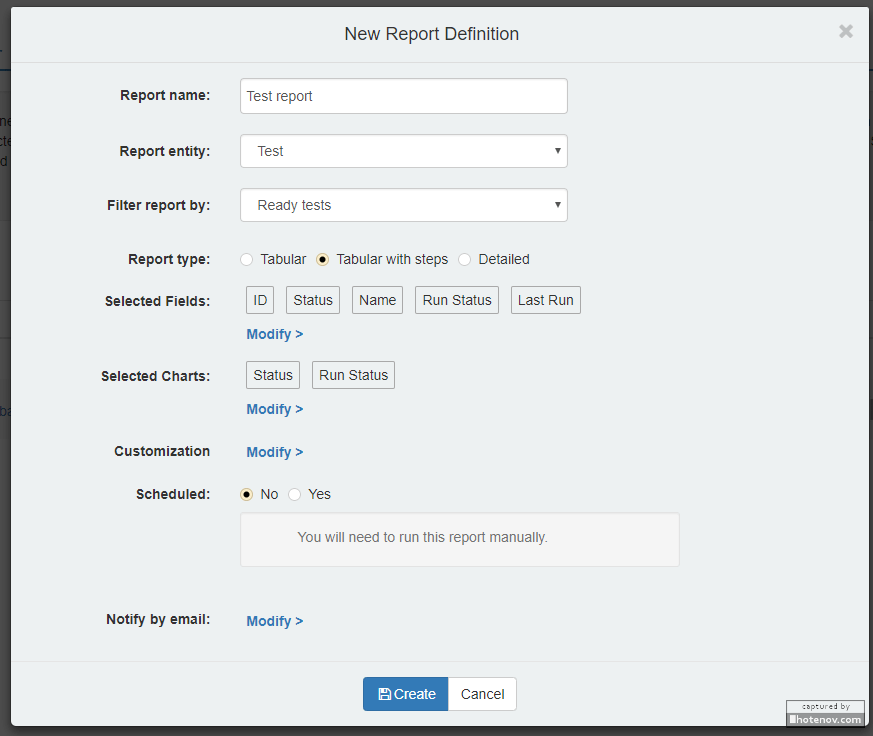 New Report Definition
Report name: Test report
Report entity: Test
Filter report by: Ready tests
Report type: Tabular Tabular with steps Detailed
Selected Fields: ID Status Name Run Status Last Run
Modify >
Selected Charts: Status Run Status
Modify >
Customization Modify >
Scheduled: No Yes
You will need to run this report manually.
Notify by email: Modify >
Create Cancel
captured by
hotenov.com